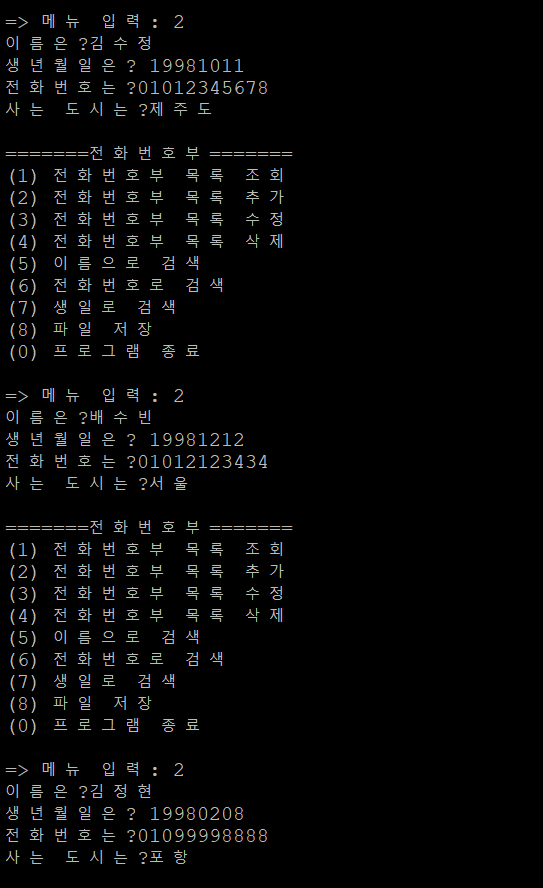 => 메뉴 입력 : 2
이름은 ?김수정
생년월일은 ? 19981011
전화번호는 ?01012345678
사는 도시는 ?제주도
=======전화번호부=======
(1) 전화번호부 목록 조회
(2) 전화번호부 목록 추가
(3) 전화번호부 목록 수정
(4) 전화번호부 목록 삭제
(5) 이름으로 검색
(6) 전화번호로 검색
(7) 생일로 검색
(8) 파일 저장
(0) 프로그램 종료
=> 메뉴 입력 : 2
이름은 ?배수빈
생년월일은 ? 19981212
전화번호는 ?01012123434
사는 도시는 ?서울
=======전화번호부=======
(1) 전화번호부 목록 조회
(2) 전화번호부 목록 추가
(3) 전화번호부 목록 수정
(4) 전화번호부 목록 삭제
(5) 이름으로 검색
(6) 전화번호로 검색
(7) 생일로 검색
(8) 파일 저장
(0) 프로그램 종료
=> 메뉴 입력 : 2
이름은 ?김정현
생년월일은 ? 19980208
전화번호는 ?01099998888
사는 도시는 ?포항